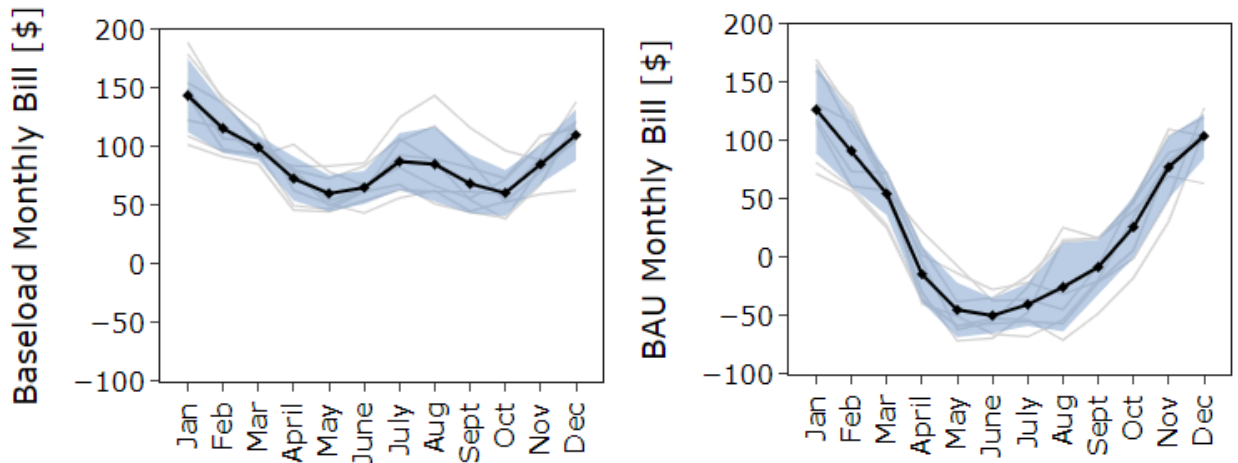 Baseload Monthly Bill [$]
200
150
100
50
0
−50
−100
Jan
Feb
Mar
April
May
June
July
Aug
Sept
Oct
Nov
Dec
BAU Monthly Bill [$]
200
150
100
50
0
−50
−100
Jan
Feb
Mar
April
May
June
July
Aug
Sept
Oct
Nov
Dec